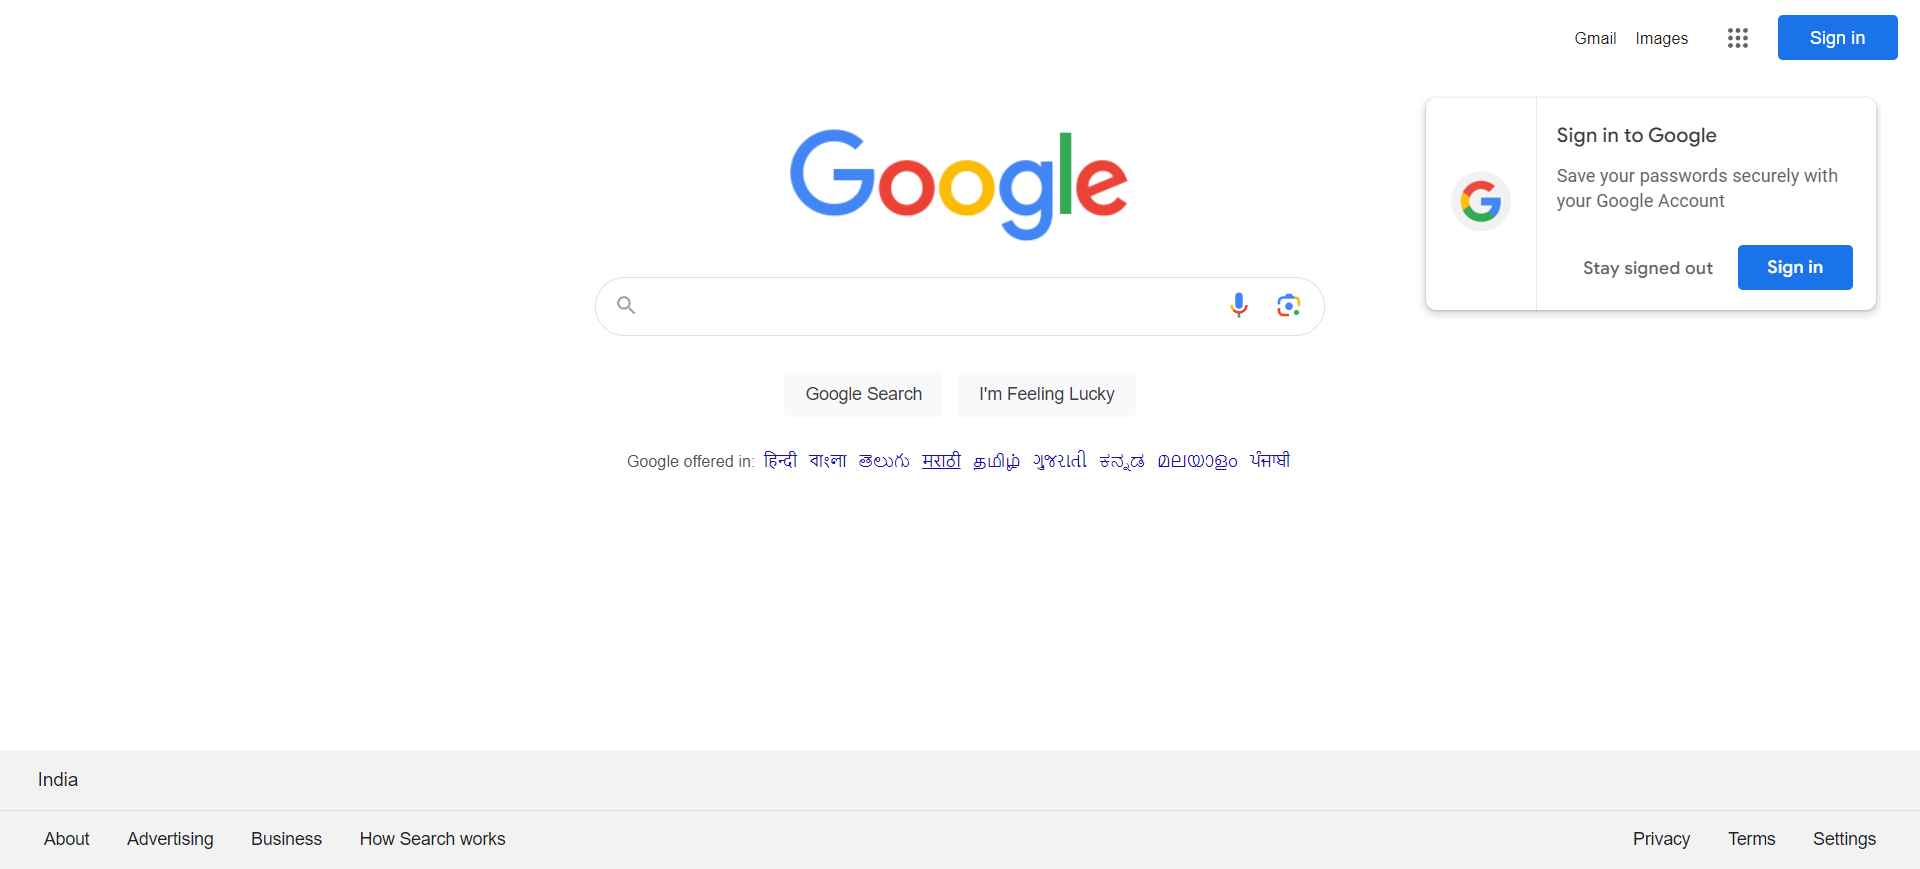 Gmail Images Sign in
Google
Sign in to Google
Save your passwords securely with
your Google Account
Stay signed out Sign in
Google Search I'm Feeling Lucky
Google offered in: हिन्दी বাংলা తెలుగు मराठी தமிழ் ગુજરાતી ಕನ್ನಡ മലയാളം ਪੰਜਾਬੀ
India
About Advertising Business How Search works Privacy Terms Settings